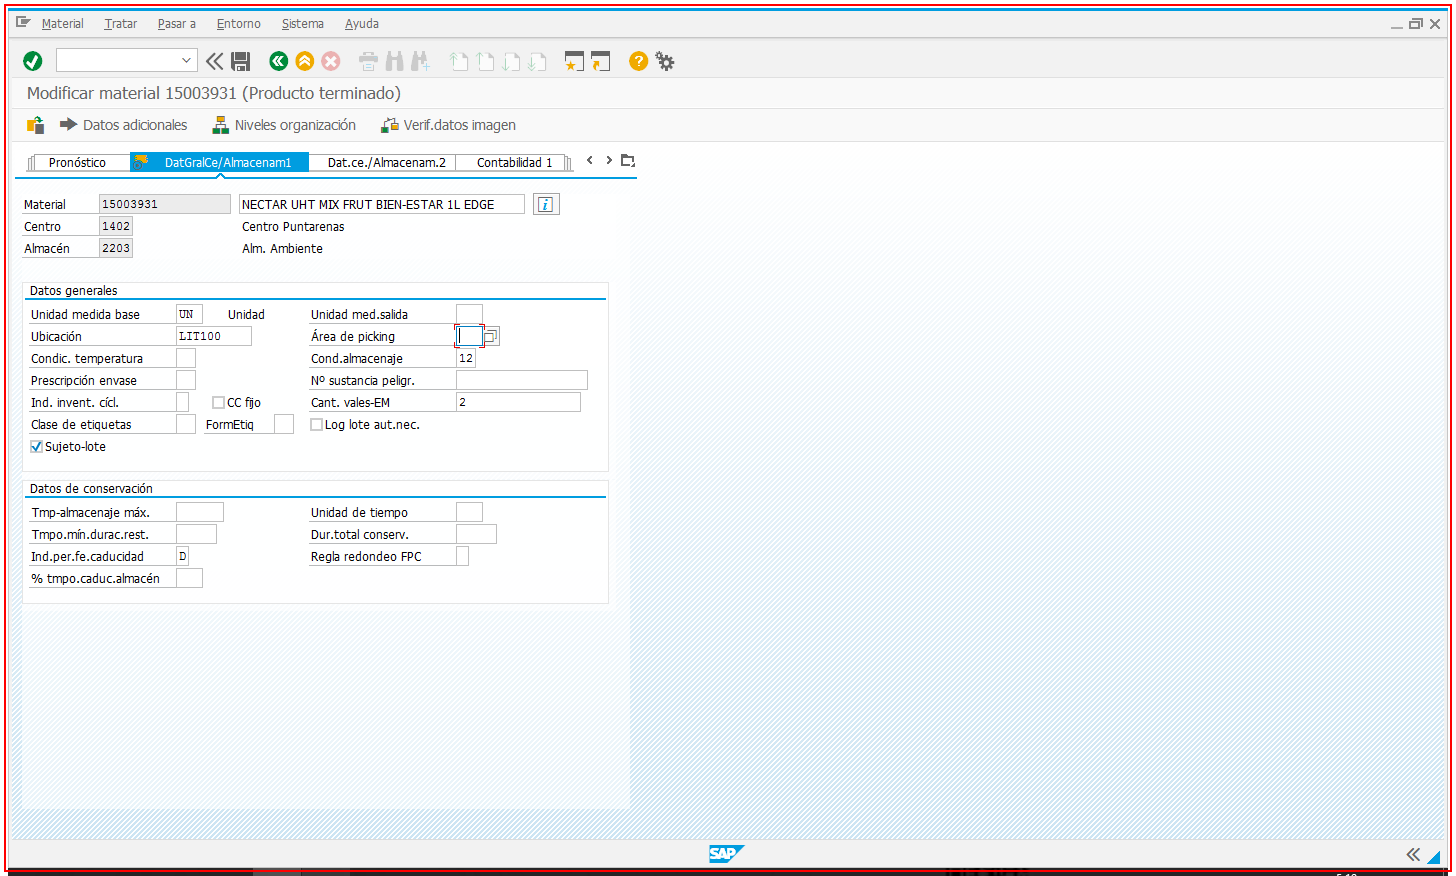 Material Tratar Pasar a Entorno Sistema Ayuda
Modificar material 15003931 (Producto terminado)
Datos adicionales Niveles organización Verif.datos imagen
Pronóstico DatGralCe/Almacenam1 Dat.ce./Almacenam.2 Contabilidad 1
Material 15003931 NECTAR UHT MIX FRUT BIEN-ESTAR 1L EDGE
Centro 1402 Centro Puntarenas
Almacén 2203 Alm. Ambiente
Datos generales
Unidad medida base UN Unidad Unidad med.salida
Ubicación LIT100 Área de picking
Condic. temperatura Cond.almacenaje 12
Prescripción envase Nº sustancia peligr.
Ind. invent. cícl. CC fijo Cant. vales-EM 2
Clase de etiquetas FormEtiq Log lote aut.nec.
Sujeto-lote
Datos de conservación
Tmp-almacenaje máx. Unidad de tiempo
Tmpo.mín.durac.rest. Dur.total conserv.
Ind.per.fe.caducidad D Regla redondeo FPC
% tmpo.caduc.almacén
SAP